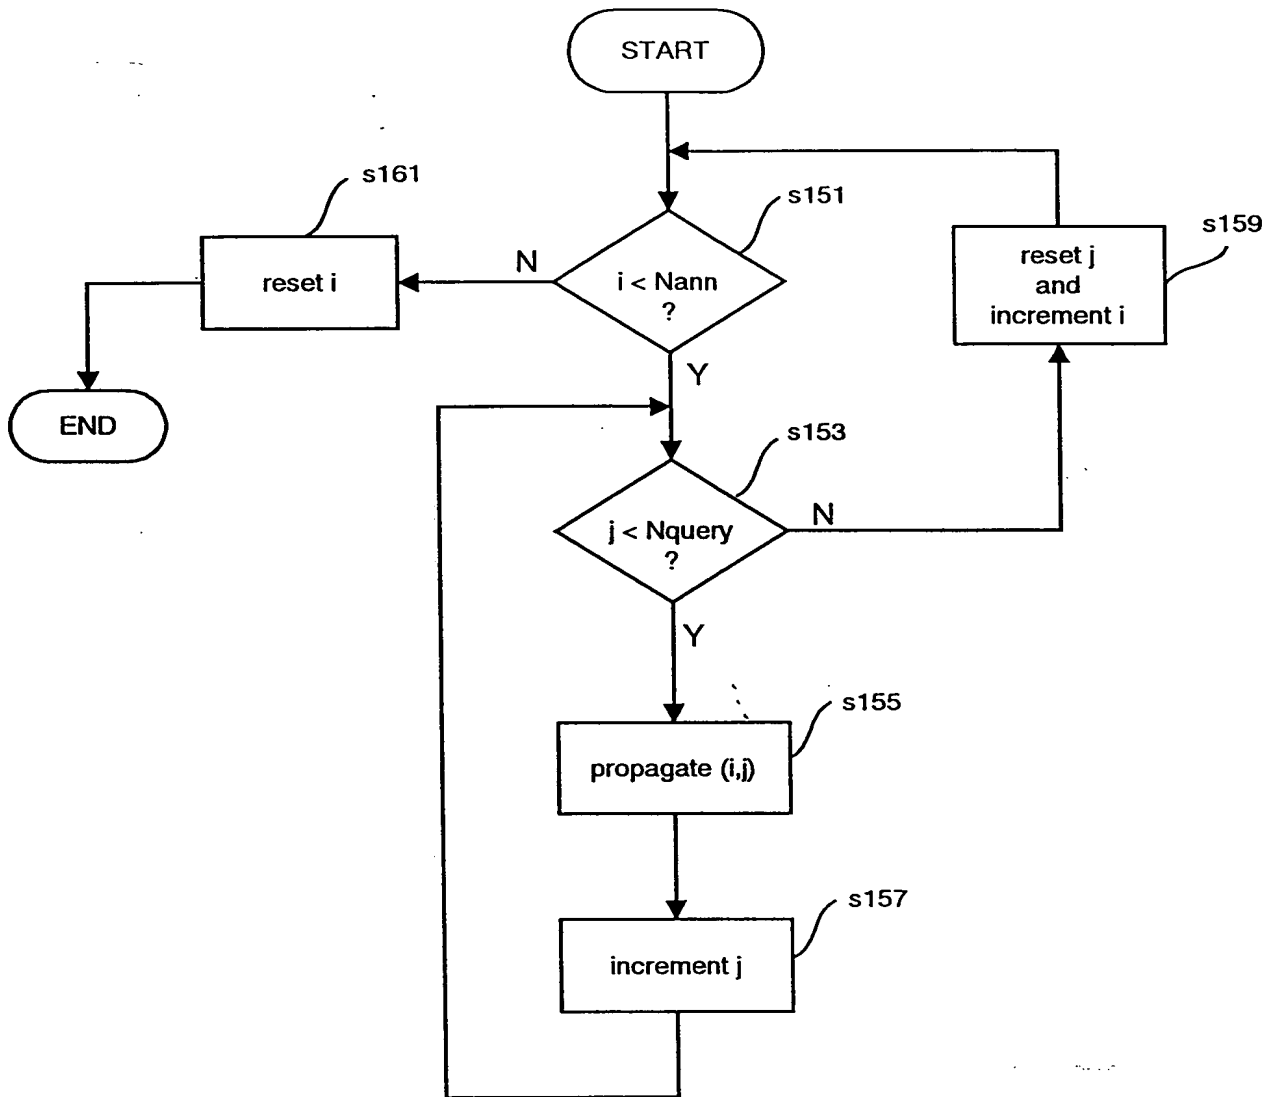 START
s161
s151
s159
reset i
N
i < Nann
?
reset j
and
increment i
Y
END
s153
j < Nquery
?
N
Y
s155
propagate (i,j)
s157
increment j